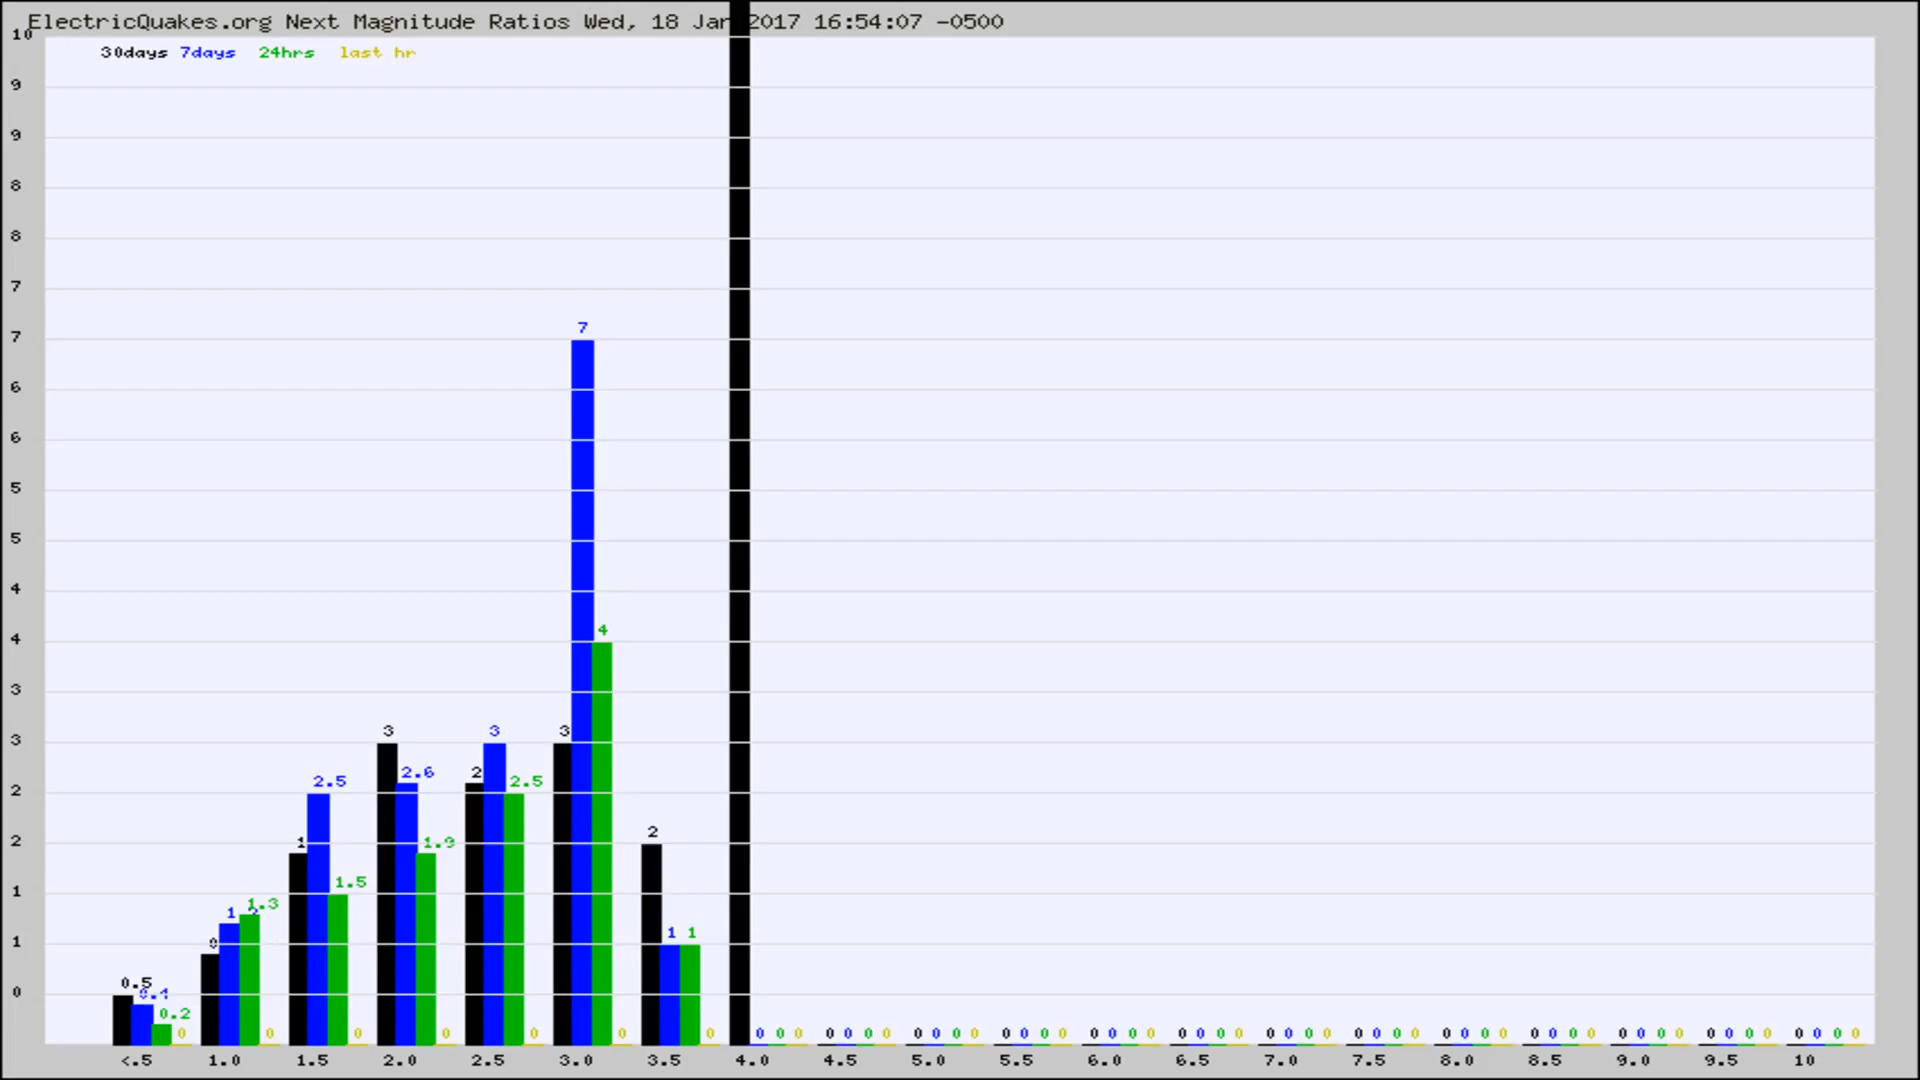 ElectricQuakes.org Next Magnitude Ratios Wed, 18 Jan 2017 16:54:07 -0500
30days 7days 24hrs last hr
10
9
9
8
8
7
7
6
6
5
5
4
4
3
3
2
2
1
1
0
7
4
3 2.6 1.9
2 3 2.5
3
2 1 1
1 2.5 1.5
1.3
0.5 0.4 0.2
0 0 0 0 0 0 0
0 0 0 0 0 0 0 0 0 0 0 0 0 0 0 0 0 0 0 0 0 0 0 0 0 0 0 0 0 0 0 0 0 0 0 0 0 0 0 0 0 0 0 0 0 0 0 0 0 0 0
<.5 1.0 1.5 2.0 2.5 3.0 3.5 4.0 4.5 5.0 5.5 6.0 6.5 7.0 7.5 8.0 8.5 9.0 9.5 10